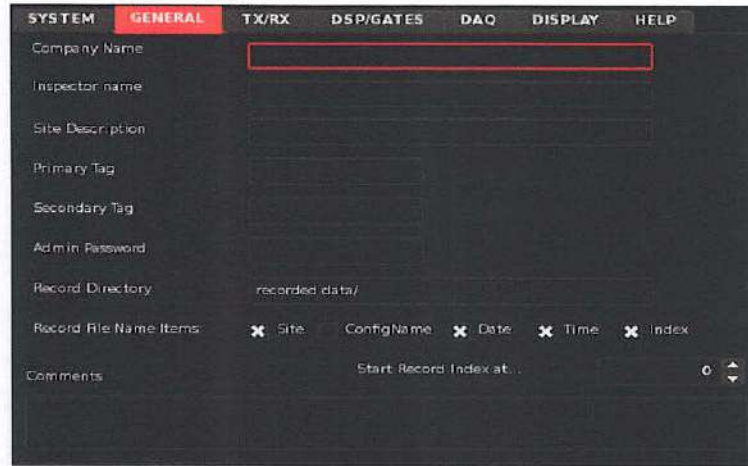 SYSTEM GENERAL TX/RX DSP/GATES DAQ DISPLAY HELP
Company Name
Inspector name
Site Description
Primary Tag
Secondary Tag
Admin Password
Record Directory recorded data/
Record File Name Items Site ConfigName Date Time Index
Comments Start Record Index at... 0